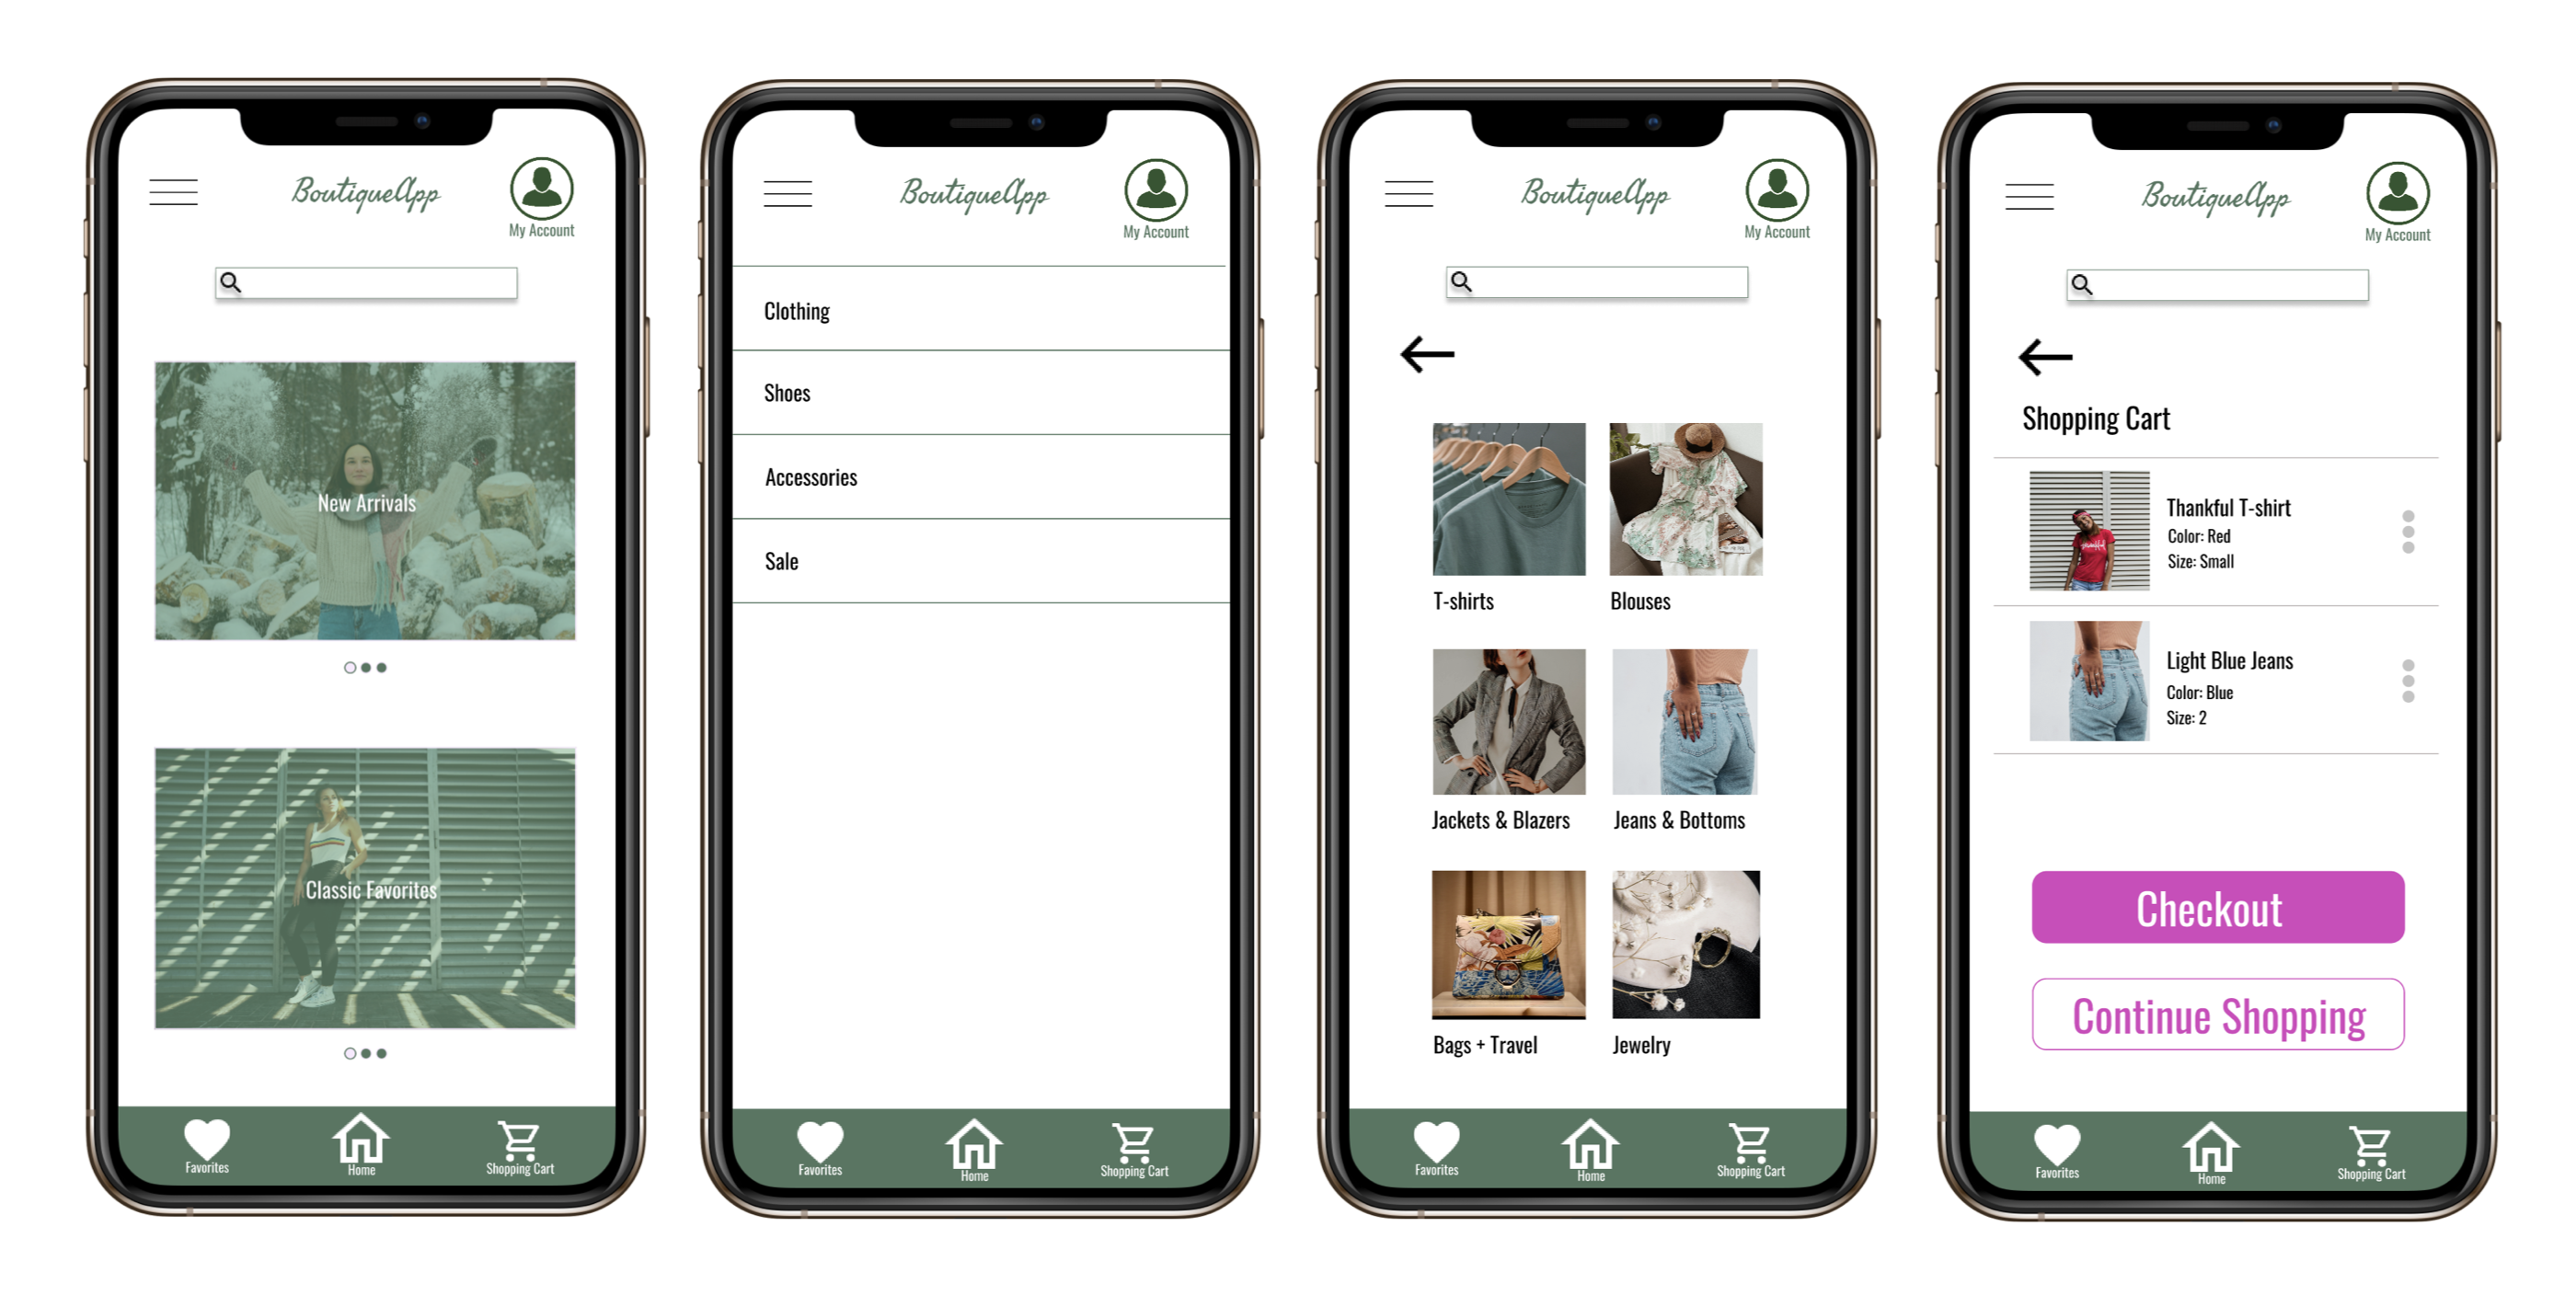 BoutiqueApp
My Account
New Arrivals
Classic Favorites
Favorites
Home
Shopping Cart
BoutiqueApp
My Account
Clothing
Shoes
Accessories
Sale
Favorites
Home
Shopping Cart
BoutiqueApp
My Account
T-shirts
Blouses
Jackets & Blazers
Jeans & Bottoms
Bags + Travel
Jewelry
Favorites
Home
Shopping Cart
BoutiqueApp
My Account
Shopping Cart
Thankful T-shirt
Color: Red
Size: Small
Light Blue Jeans
Color: Blue
Size: 2
Checkout
Continue Shopping
Favorites
Home
Shopping Cart